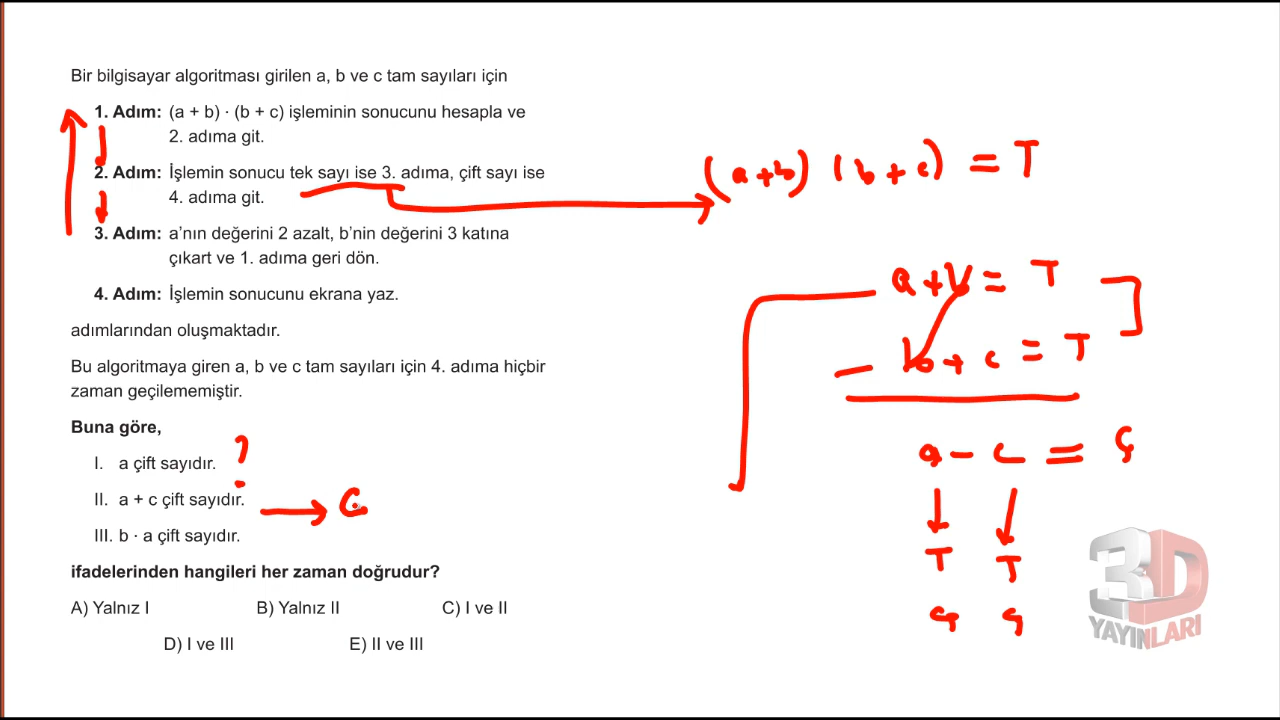 Bir bilgisayar algoritması girilen a, b ve c tam sayıları için
1. Adım: (a + b) · (b + c) işleminin sonucunu hesapla ve
2. adıma git.
2. Adım: İşlemin sonucu tek sayı ise 3. adıma, çift sayı ise
4. adıma git.
3. Adım: a'nın değerini 2 azalt, b'nin değerini 3 katına
çıkart ve 1. adıma geri dön.
4. Adım: İşlemin sonucunu ekrana yaz.
adımlarından oluşmaktadır.
Bu algoritmaya giren a, b ve c tam sayıları için 4. adıma hiçbir
zaman geçilememiştir.
Buna göre,
I. a çift sayıdır. ?
II. a + c çift sayıdır. Ç
III. b · a çift sayıdır.
ifadelerinden hangileri her zaman doğrudur?
A) Yalnız I B) Yalnız II C) I ve II
D) I ve III E) II ve III
(a+b) (b+c) = T
a+b = T
− b+c = T
a − c = Ç
T T
Ç Ç
3D
YAYINLARI